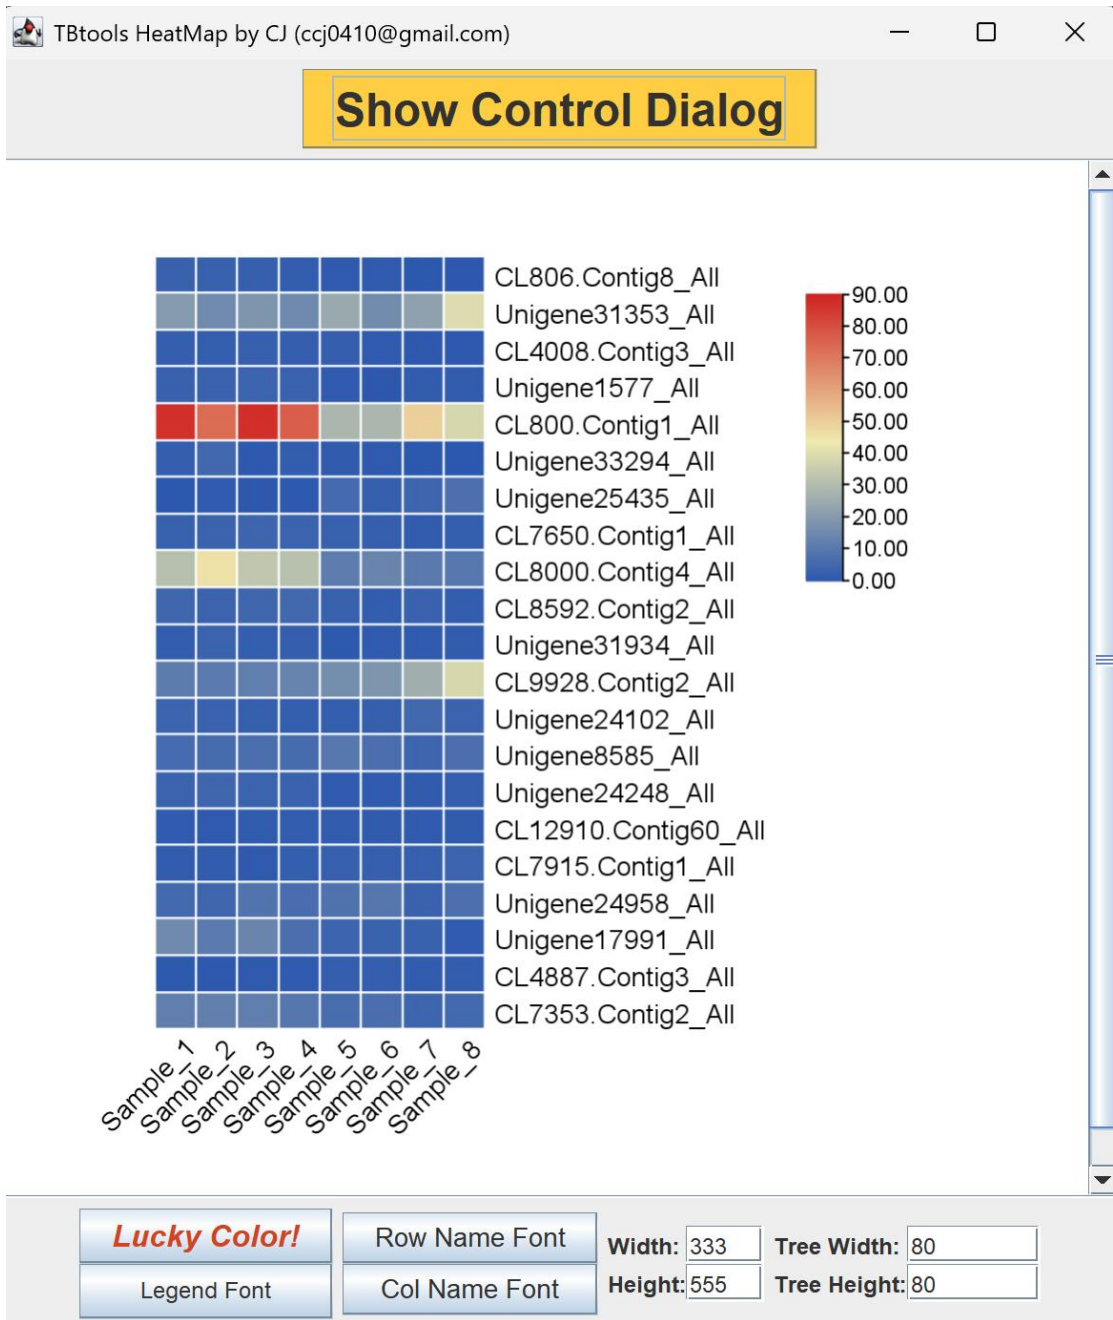 TBtools HeatMap by CJ (ccj0410@gmail.com)
Show Control Dialog
CL806.Contig8_All
Unigene31353_All
CL4008.Contig3_All
Unigene1577_All
CL800.Contig1_All
Unigene33294_All
Unigene25435_All
CL7650.Contig1_All
CL8000.Contig4_All
CL8592.Contig2_All
Unigene31934_All
CL9928.Contig2_All
Unigene24102_All
Unigene8585_All
Unigene24248_All
CL12910.Contig60_All
CL7915.Contig1_All
Unigene24958_All
Unigene17991_All
CL4887.Contig3_All
CL7353.Contig2_All
90.00
80.00
70.00
60.00
50.00
40.00
30.00
20.00
10.00
0.00
Sample_1
Sample_2
Sample_3
Sample_4
Sample_5
Sample_6
Sample_7
Sample_8
Lucky Color!
Row Name Font
Width: 333
Tree Width: 80
Legend Font
Col Name Font
Height: 555
Tree Height: 80